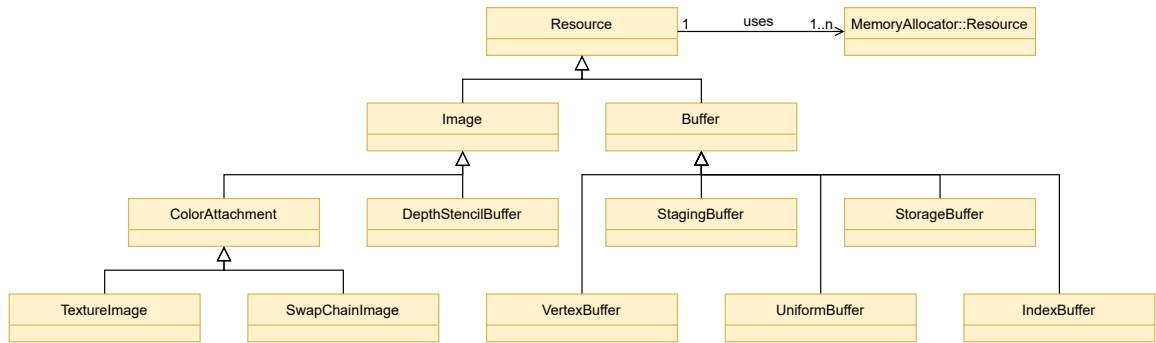 Resource
1
uses
1..n
MemoryAllocator::Resource
Image
Buffer
ColorAttachment
DepthStencilBuffer
StagingBuffer
StorageBuffer
TextureImage
SwapChainImage
VertexBuffer
UniformBuffer
IndexBuffer